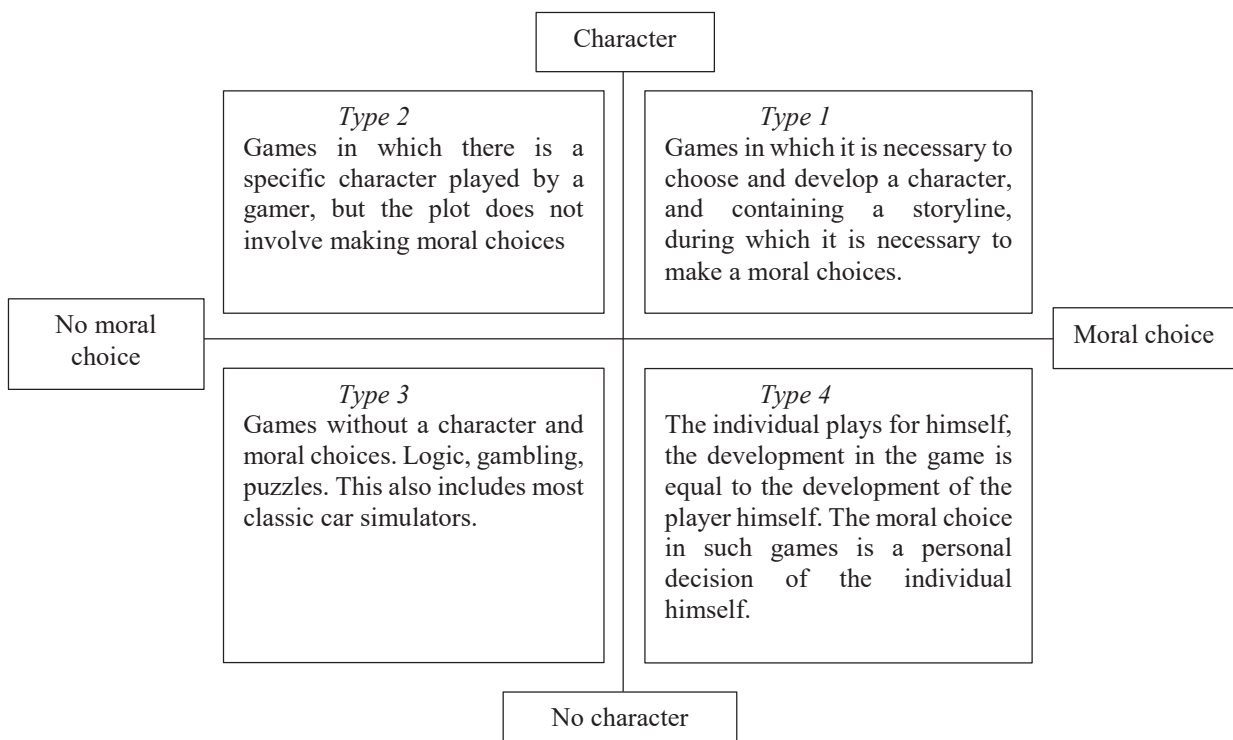 Character
Type 2
Games in which there is a
specific character played by a
gamer, but the plot does not
involve making moral choices
Type 1
Games in which it is necessary to
choose and develop a character,
and containing a storyline,
during which it is necessary to
make a moral choices.
No moral
choice
Moral choice
Type 3
Games without a character and
moral choices. Logic, gambling,
puzzles. This also includes most
classic car simulators.
Type 4
The individual plays for himself,
the development in the game is
equal to the development of the
player himself. The moral choice
in such games is a personal
decision of the individual
himself.
No character